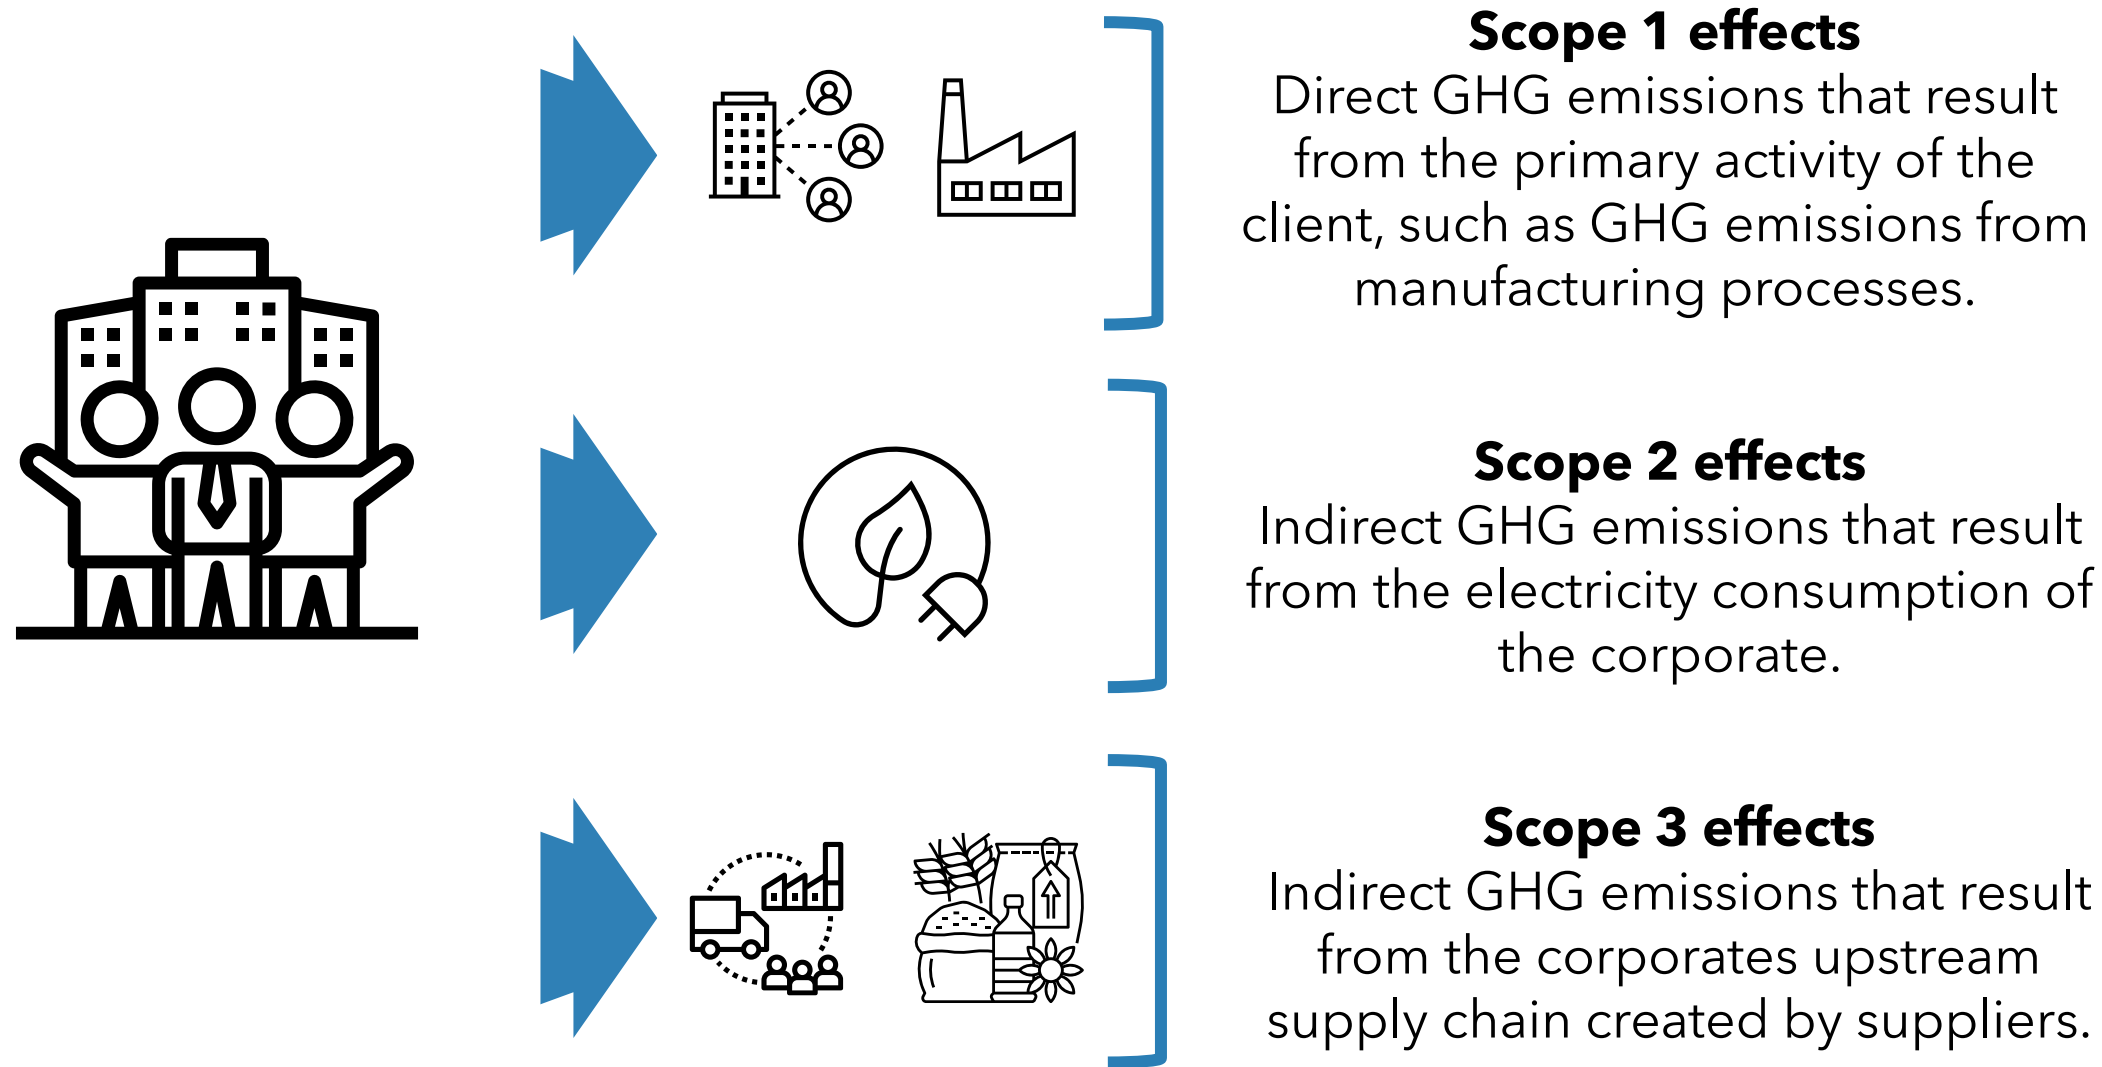 Scope 1 effects
Direct GHG emissions that result
from the primary activity of the
client, such as GHG emissions from
manufacturing processes.
Scope 2 effects
Indirect GHG emissions that result
from the electricity consumption of
the corporate.
Scope 3 effects
Indirect GHG emissions that result
from the corporates upstream
supply chain created by suppliers.